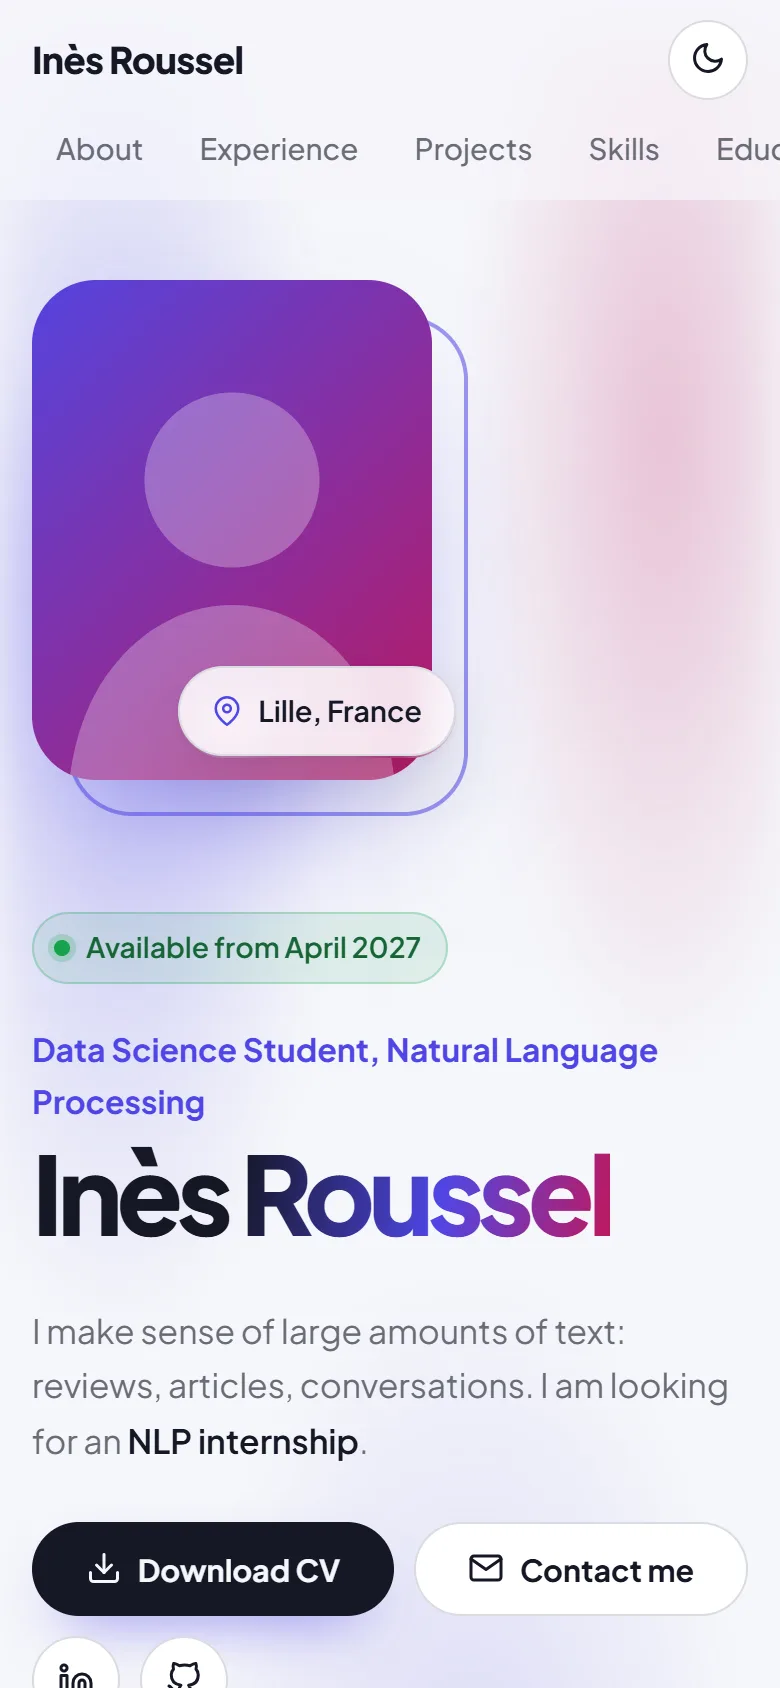 Inès Roussel
About Experience Projects Skills Educ
Lille, France
Available from April 2027
Data Science Student, Natural Language
Processing
Inès Roussel
I make sense of large amounts of text:
reviews, articles, conversations. I am looking
for an NLP internship.
Download CV Contact me
in